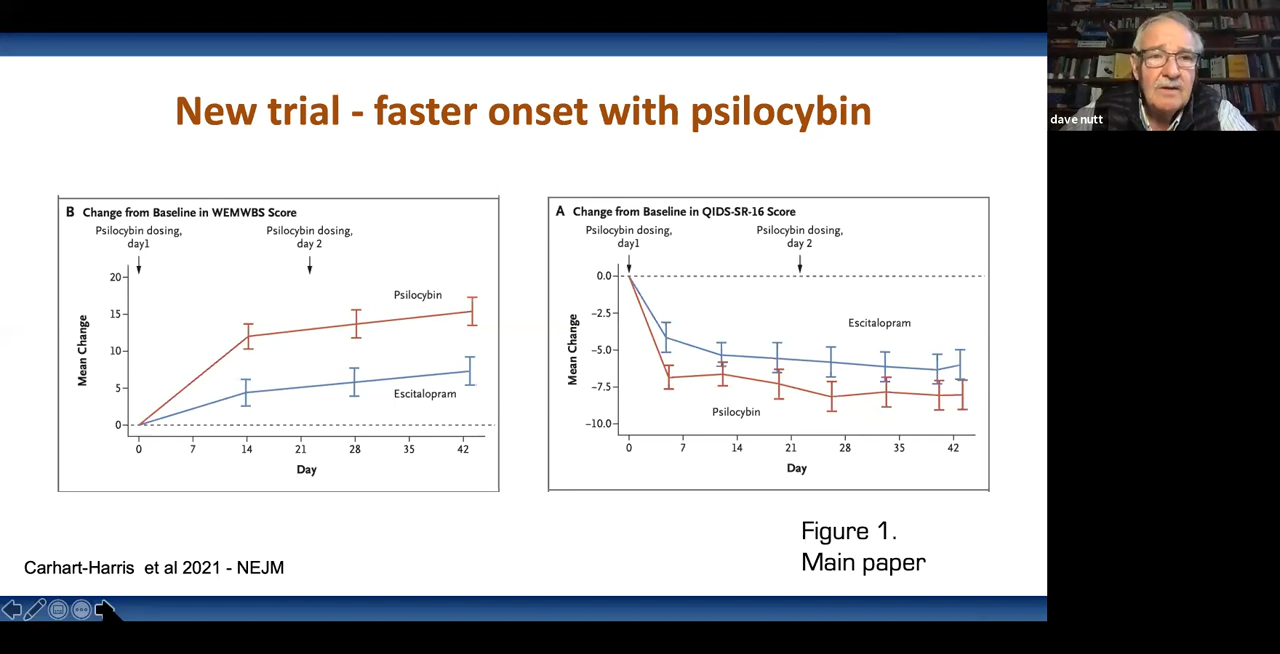 New trial - faster onset with psilocybin
dave nutt
B Change from Baseline in WEMWBS Score
Psilocybin dosing,
day1
Psilocybin dosing,
day 2
20
15
10
5
0
Mean Change
Psilocybin
Escitalopram
0 7 14 21 28 35 42
Day
A Change from Baseline in QIDS-SR-16 Score
Psilocybin dosing,
day1
Psilocybin dosing,
day 2
0.0
−2.5
−5.0
−7.5
−10.0
Mean Change
Escitalopram
Psilocybin
0 7 14 21 28 35 42
Day
Figure 1.
Main paper
Carhart-Harris et al 2021 - NEJM